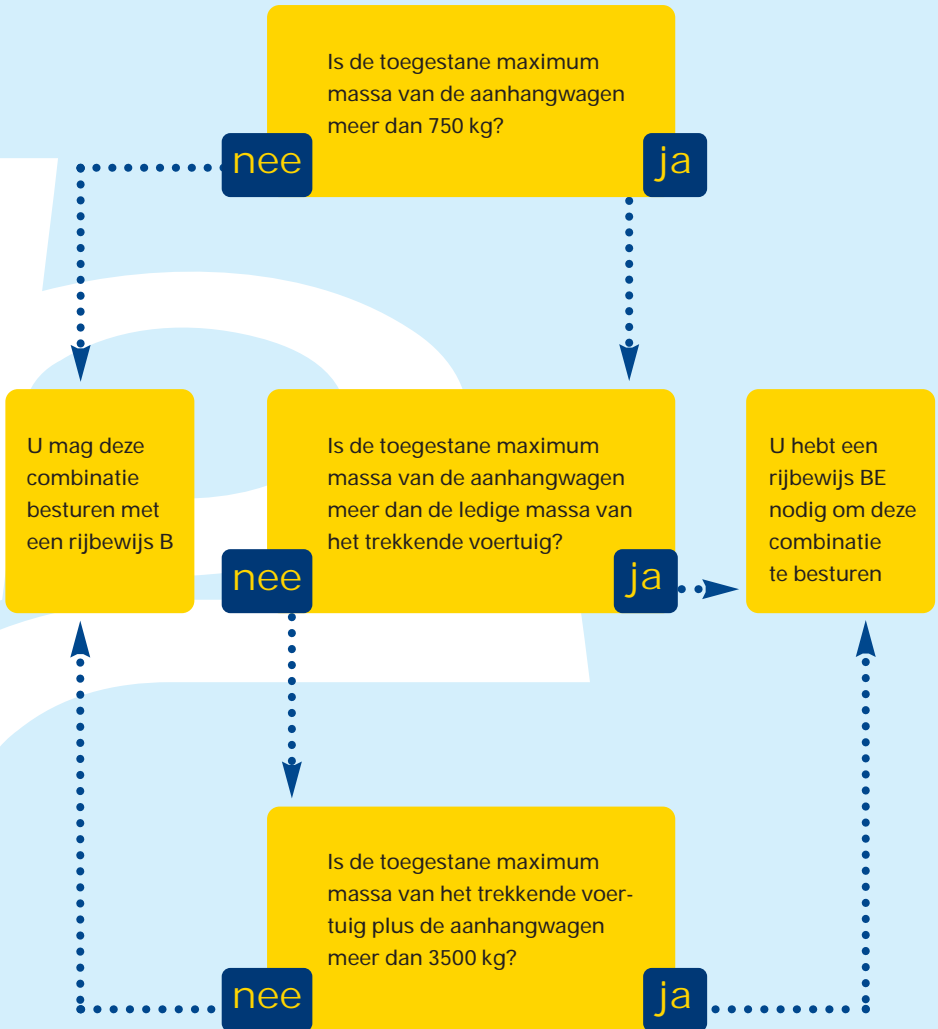 Is de toegestane maximum
massa van de aanhangwagen
meer dan 750 kg?
nee
ja
U mag deze
combinatie
besturen met
een rijbewijs B
Is de toegestane maximum
massa van de aanhangwagen
meer dan de ledige massa van
het trekkende voertuig?
nee
ja
U hebt een
rijbewijs BE
nodig om deze
combinatie
te besturen
Is de toegestane maximum
massa van het trekkende voer-
tuig plus de aanhangwagen
meer dan 3500 kg?
nee
ja